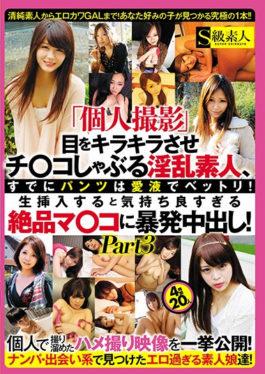 清純素人からエロカワGALまで!あなた好みの子が見つかる究極の1本!!
S級素人
「個人撮影」
目をキラキラさせ
チ〇コしゃぶる淫乱素人、
すでにパンツは愛液でベットリ!
生挿入すると気持ち良すぎる
絶品マ〇コに暴発中出し!
Part3
4時間
20人
個人で撮り溜めたハメ撮り映像を一挙公開!
ナンパ・出会い系で見つけたエロ過ぎる素人娘達!